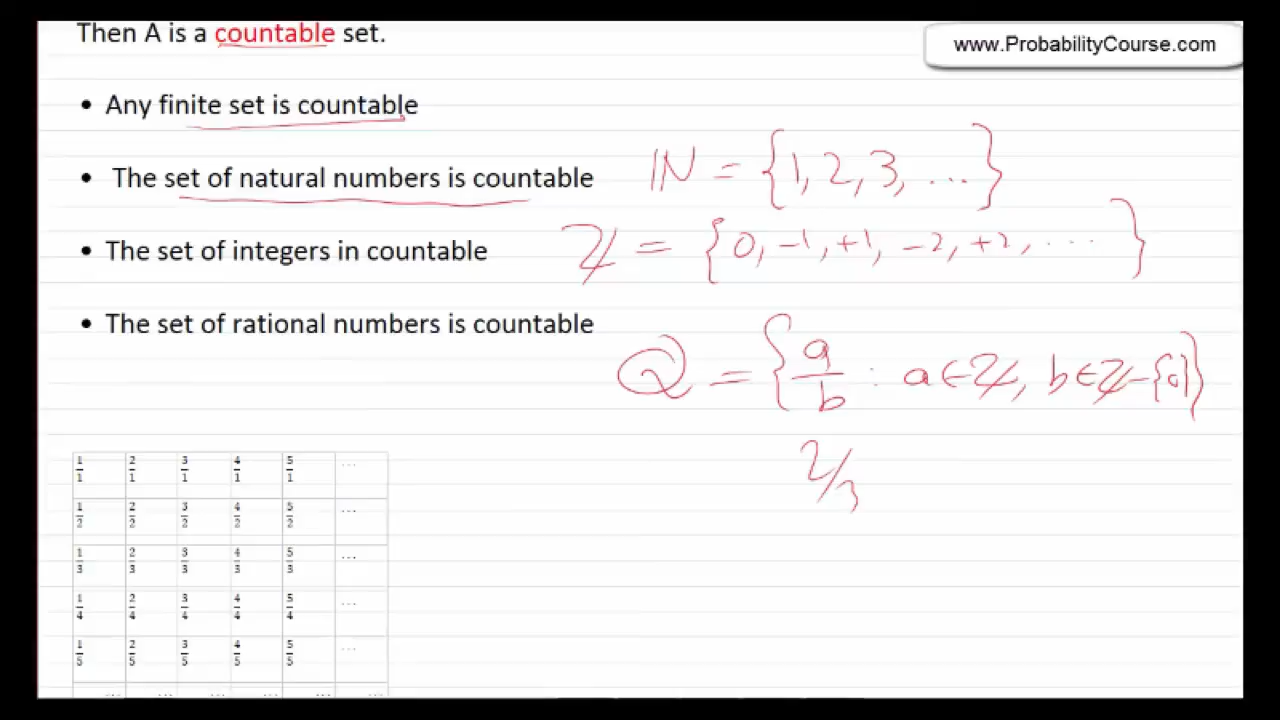 Then A is a countable set.
www.ProbabilityCourse.com
• Any finite set is countable
• The set of natural numbers is countable
ℕ = {1, 2, 3, ...}
• The set of integers in countable
ℤ = {0, -1, +1, -2, +2, ... }
• The set of rational numbers is countable
Q = {a/b : a∈ℤ, b∈ℤ-{0}}
2/3
1/1 2/1 3/1 4/1 5/1 ...
1/2 2/2 3/2 4/2 5/2 ...
1/3 2/3 3/3 4/3 5/3 ...
1/4 2/4 3/4 4/4 5/4 ...
1/5 2/5 3/5 4/5 5/5 ...
... ... ... ... ... ...